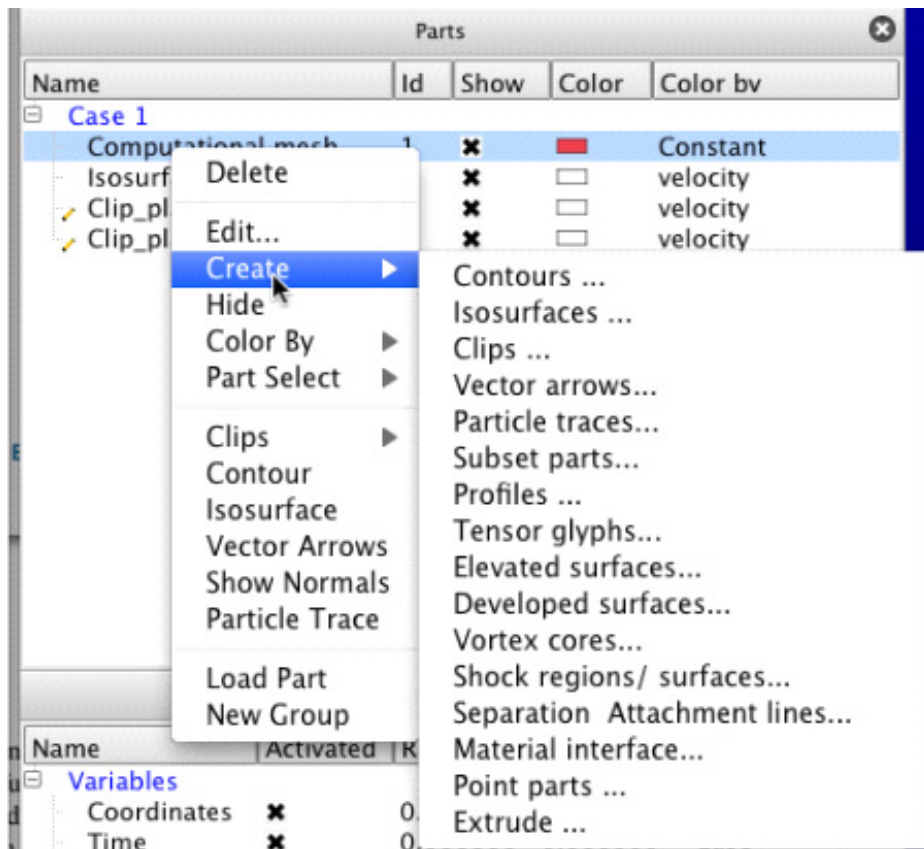 Parts
Name Id Show Color Color by
Case 1
Computational mesh 1 Constant
Isosurf velocity
Clip_pl velocity
Clip_pl velocity
Delete
Edit...
Create
Hide
Color By
Part Select
Clips
Contour
Isosurface
Vector Arrows
Show Normals
Particle Trace
Load Part
New Group
Contours ...
Isosurfaces ...
Clips ...
Vector arrows...
Particle traces...
Subset parts...
Profiles ...
Tensor glyphs...
Elevated surfaces...
Developed surfaces...
Vortex cores...
Shock regions/ surfaces...
Separation  Attachment lines...
Material interface...
Point parts ...
Extrude ...
Name Activated R
Variables
Coordinates 0.
Time 0.